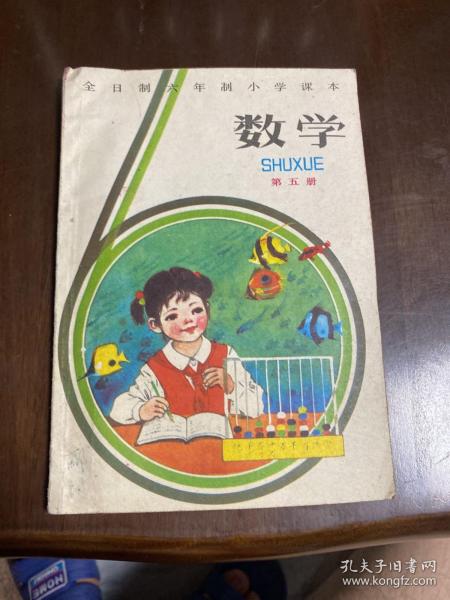 全日制六年制小学课本
数学
SHUXUE
第五册
HOME
孔夫子旧书网
www.kongfz.com